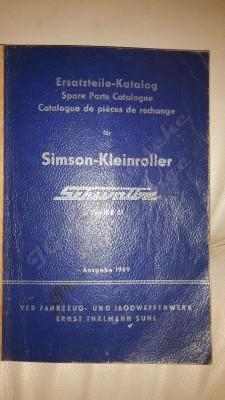 Ersatzteile-Katalog
Spare Parts Catalogue
Catalogue de pièces de rechange
für
Simson-Kleinroller
Schwalbe
Ausgabe 1969
VEB FAHRZEUG- UND JAGDWAFFENWERK
ERNST THÄLMANN SUHL